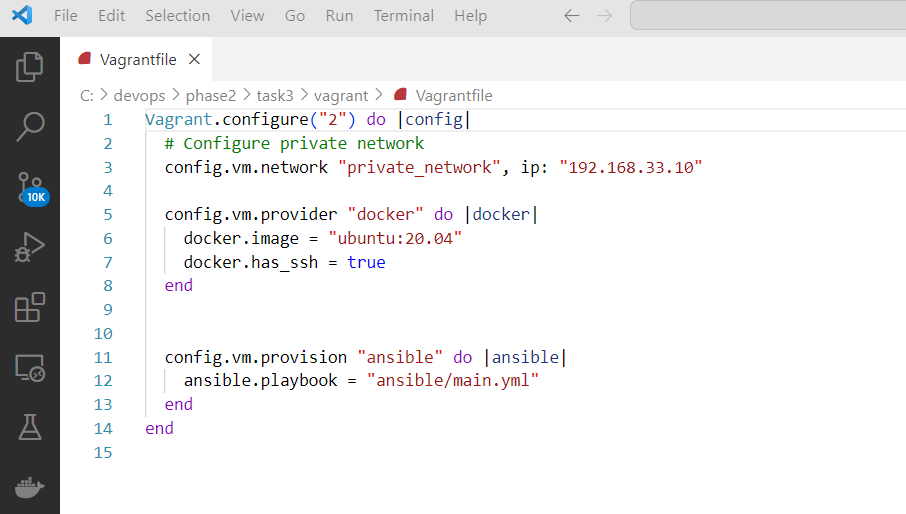 File Edit Selection View Go Run Terminal Help
Vagrantfile
C: > devops > phase2 > task3 > vagrant > Vagrantfile
1 Vagrant.configure("2") do |config|
2   # Configure private network
3   config.vm.network "private_network", ip: "192.168.33.10"
4
5   config.vm.provider "docker" do |docker|
6     docker.image = "ubuntu:20.04"
7     docker.has_ssh = true
8   end
9
10
11   config.vm.provision "ansible" do |ansible|
12     ansible.playbook = "ansible/main.yml"
13   end
14 end
15
10K